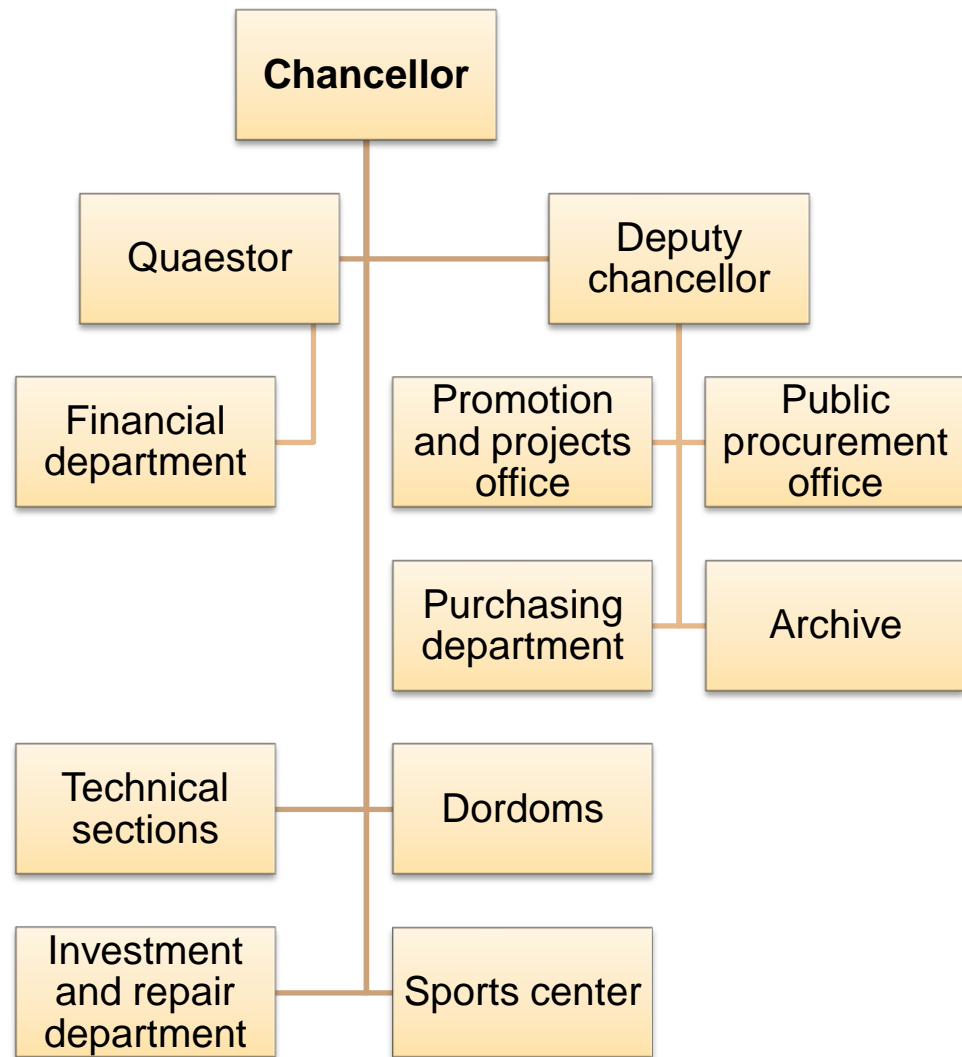 Chancellor
Quaestor
Deputy
chancellor
Financial
department
Promotion
and projects
office
Public
procurement
office
Purchasing
department
Archive
Technical
sections
Dordoms
Investment
and repair
department
Sports center